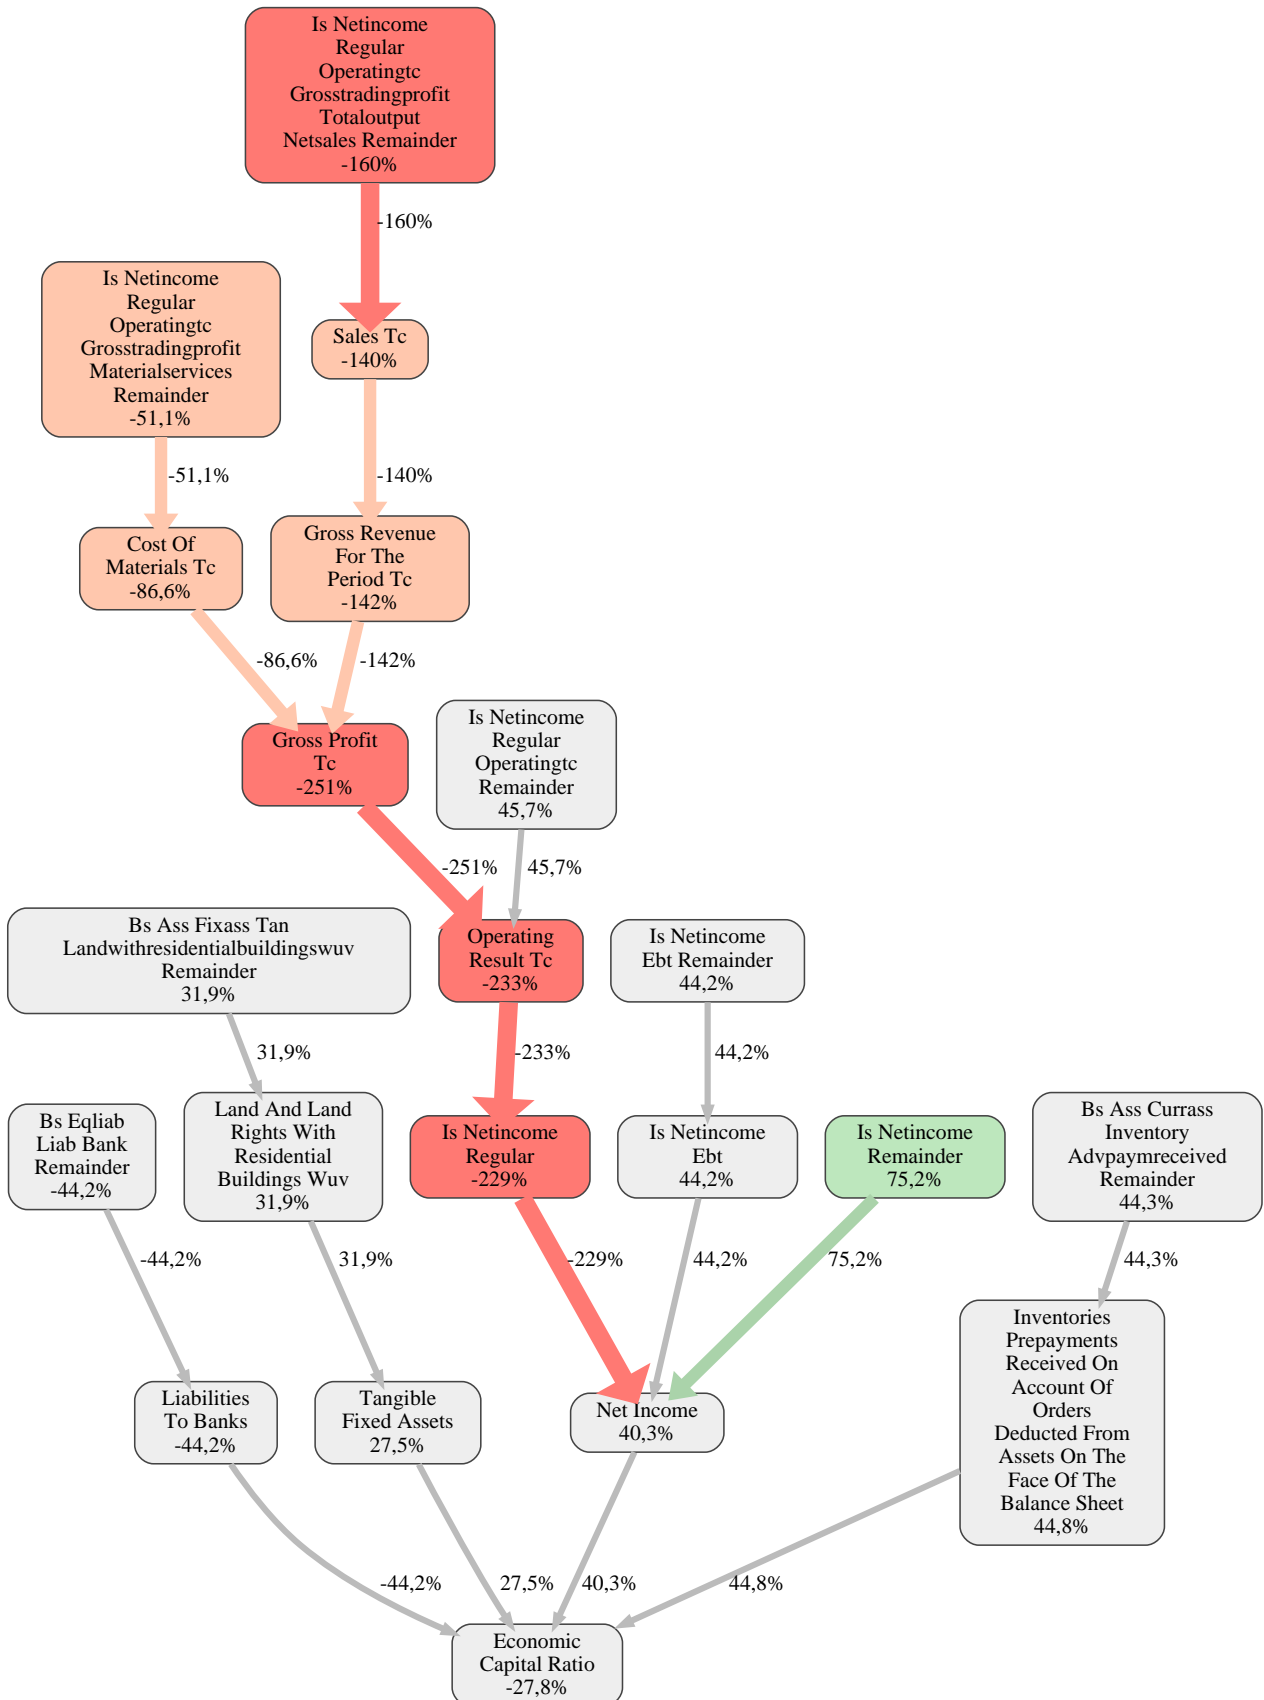 Is Netincome
Regular
Operatingtc
Grosstradingprofit
Totaloutput
Netsales Remainder
-160%
-160%
Is Netincome
Regular
Operatingtc
Grosstradingprofit
Materialservices
Remainder
-51,1%
Sales Tc
-140%
-51,1%
-140%
Cost Of
Materials Tc
-86,6%
Gross Revenue
For The
Period Tc
-142%
-86,6%
-142%
Gross Profit
Tc
-251%
Is Netincome
Regular
Operatingtc
Remainder
45,7%
-251%
45,7%
Bs Ass Fixass Tan
Landwithresidentialbuildingswuv
Remainder
31,9%
Operating
Result Tc
-233%
Is Netincome
Ebt Remainder
44,2%
31,9%
-233%
44,2%
Bs Eqliab
Liab Bank
Remainder
-44,2%
Land And Land
Rights With
Residential
Buildings Wuv
31,9%
Is Netincome
Regular
-229%
Is Netincome
Ebt
44,2%
Is Netincome
Remainder
75,2%
Bs Ass Currass
Inventory
Advpaymreceived
Remainder
44,3%
-44,2%
31,9%
-229%
44,2%
75,2%
44,3%
Liabilities
To Banks
-44,2%
Tangible
Fixed Assets
27,5%
Net Income
40,3%
Inventories
Prepayments
Received On
Account Of
Orders
Deducted From
Assets On The
Face Of The
Balance Sheet
44,8%
-44,2%
27,5%
40,3%
44,8%
Economic
Capital Ratio
-27,8%